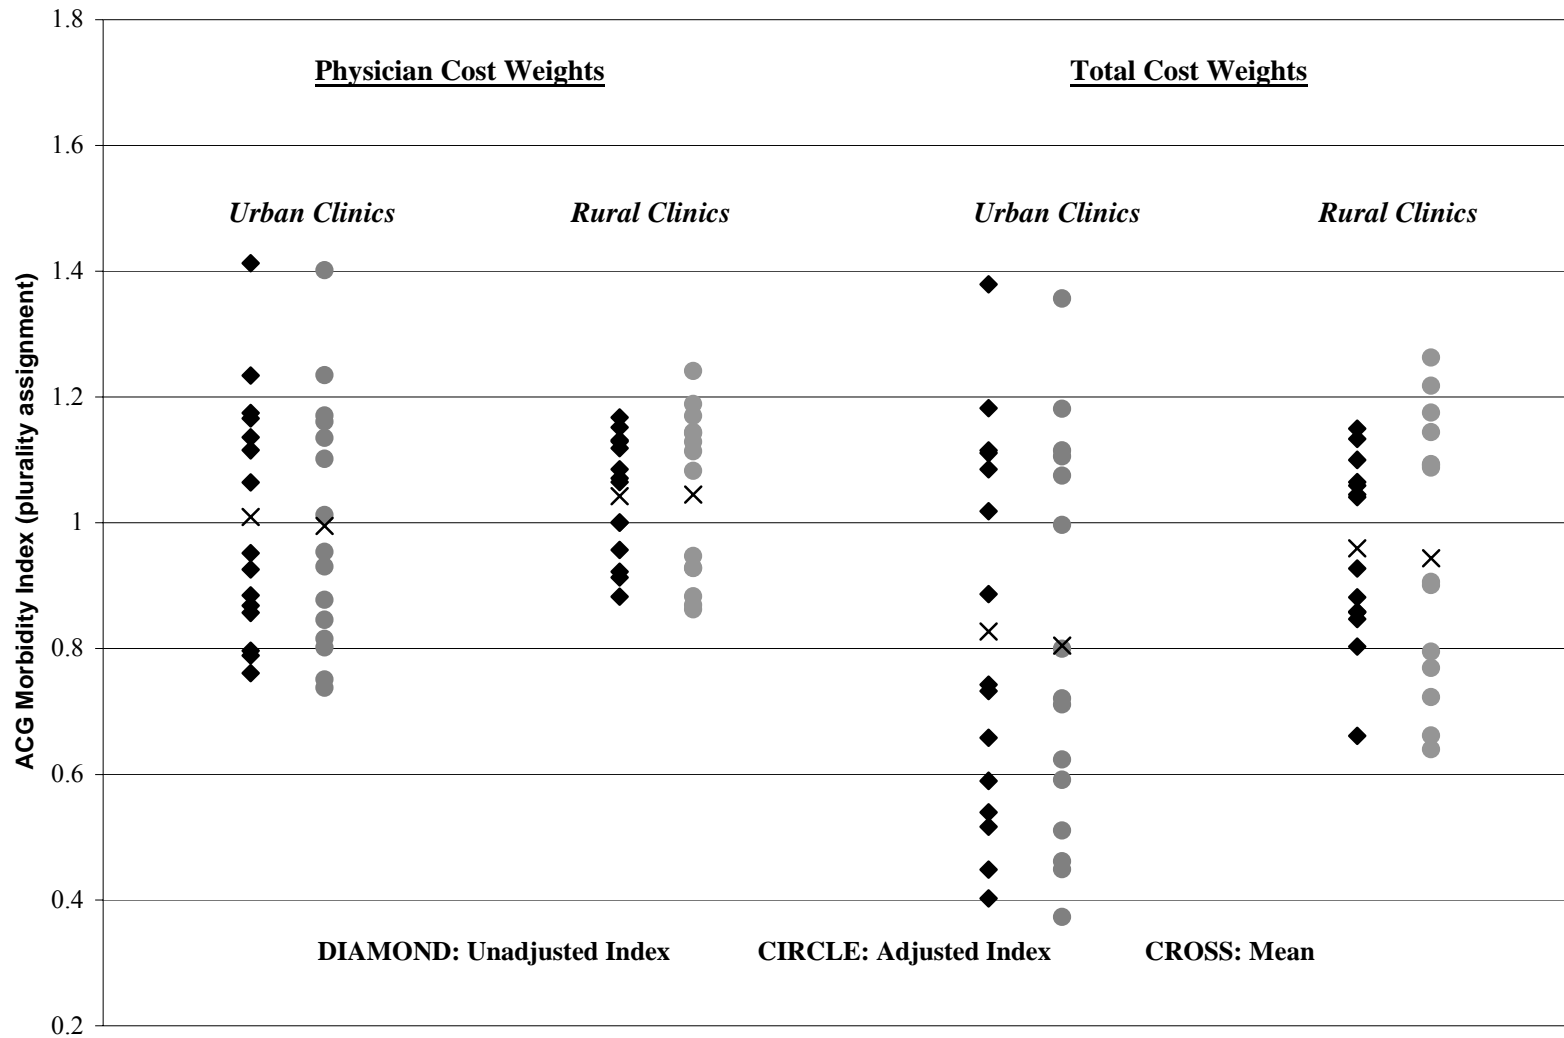 1.8
Physician Cost Weights Total Cost Weights
1.6
Urban Clinics Rural Clinics Urban Clinics Rural Clinics
1.4
1.2
ACG Morbidity Index (plurality assignment)
1
0.8
0.6
0.4
DIAMOND: Unadjusted Index CIRCLE: Adjusted Index CROSS: Mean
0.2